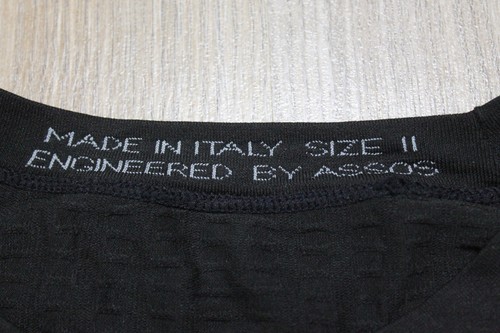 MADE IN ITALY SIZE II
ENGINEERED BY ASSOS